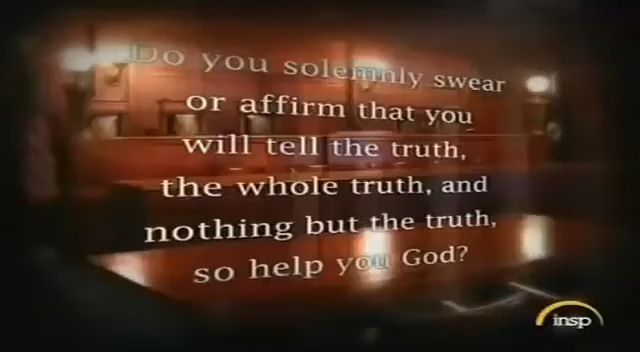 Do you solemnly swear
or affirm that you
will tell the truth,
the whole truth, and
nothing but the truth,
so help you God?
insp